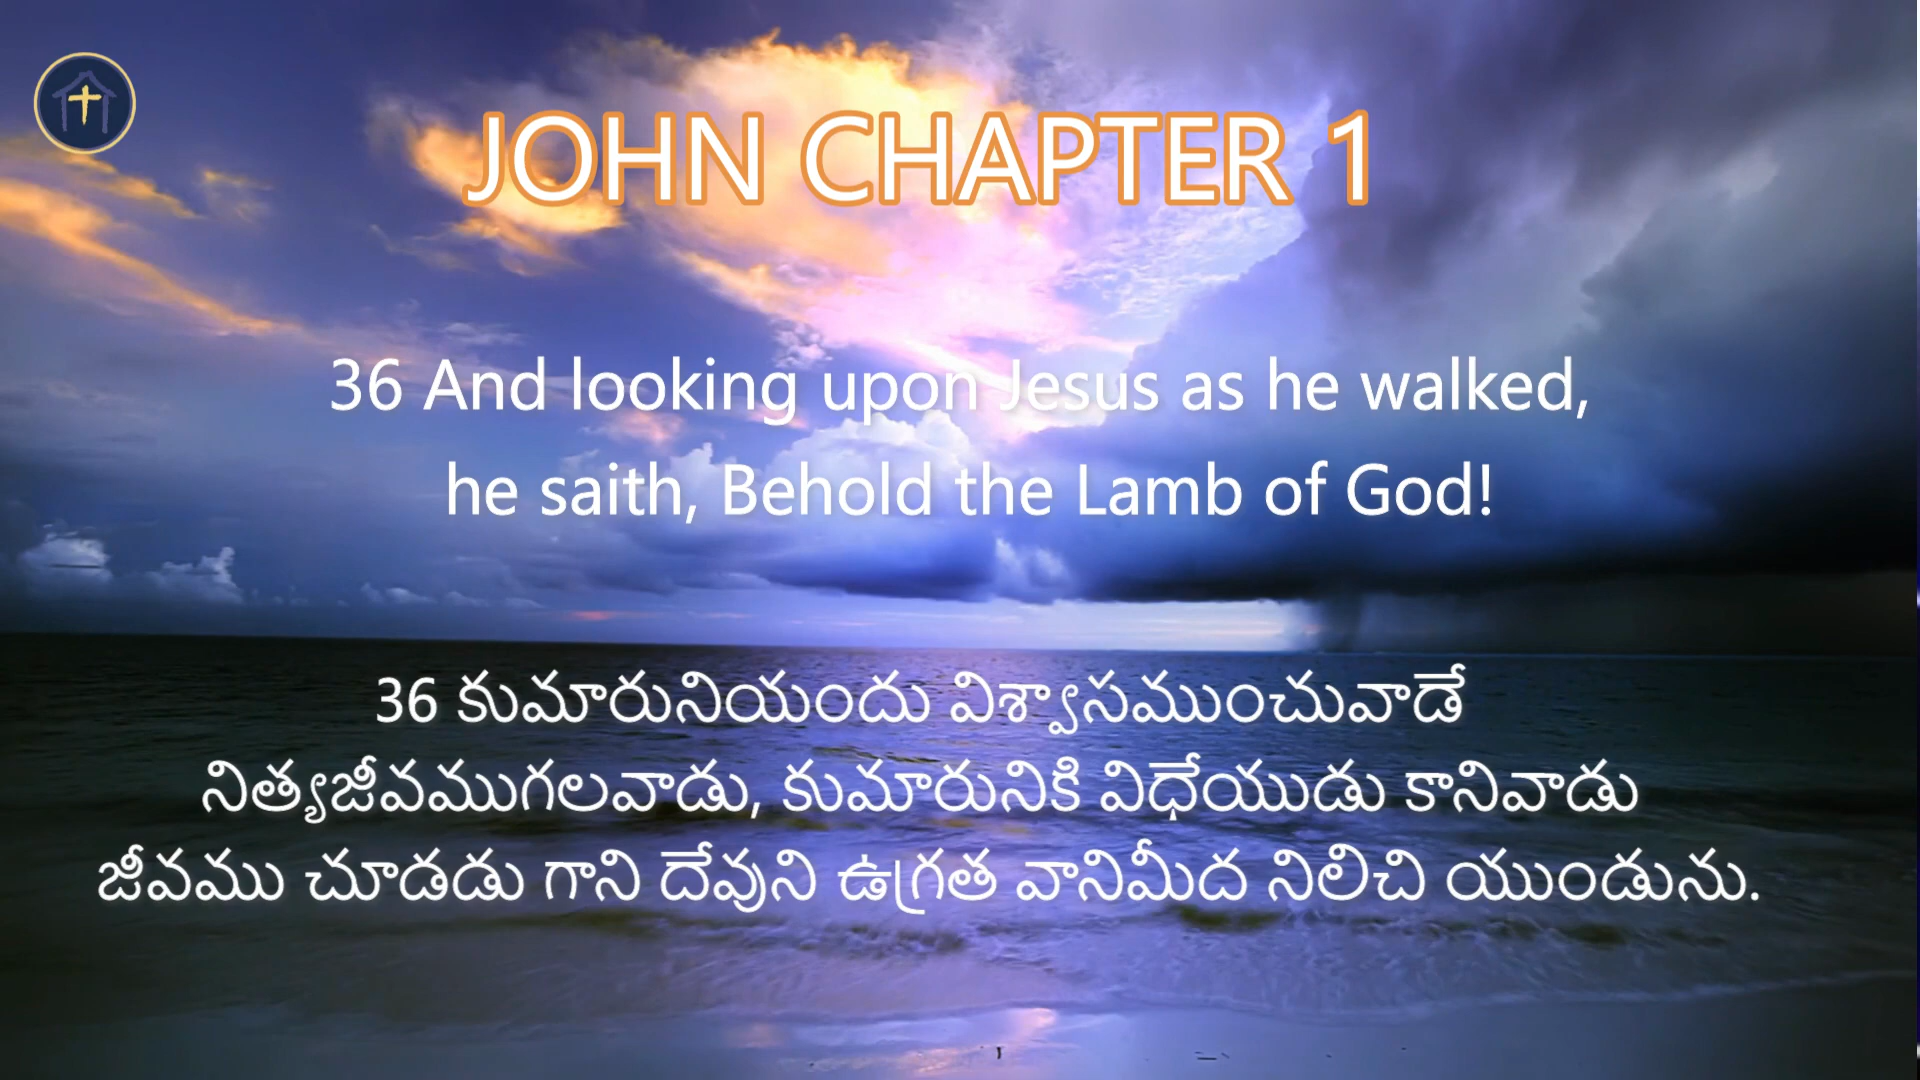 JOHN CHAPTER 1
36 And looking upon Jesus as he walked,
he saith, Behold the Lamb of God!
36 కుమారునియందు విశ్వాసముంచువాడే
నిత్యజీవముగలవాడు, కుమారునికి విధేయుడు కానివాడు
జీవము చూడడు గాని దేవుని ఉగ్రత వానిమీద నిలిచి యుండును.